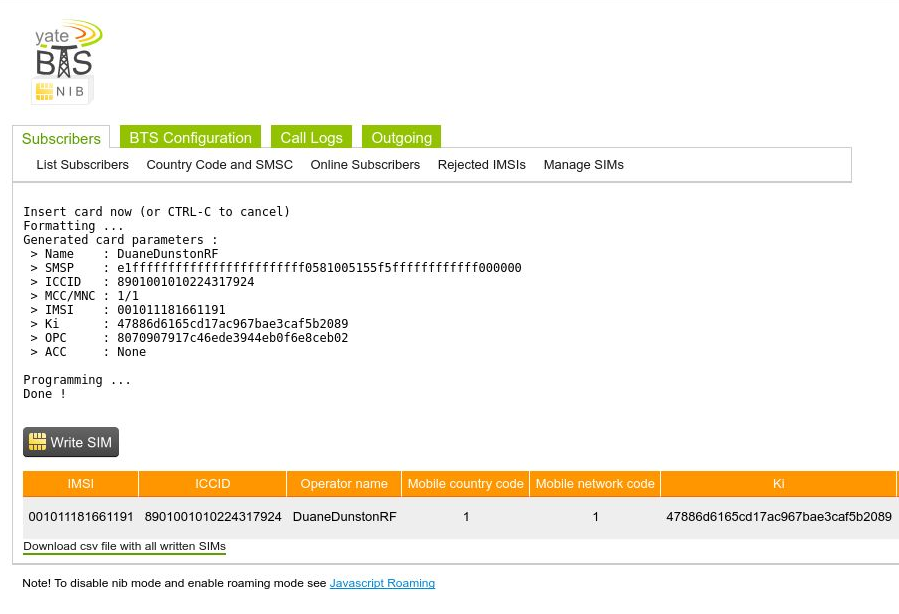 yate
BTS
NIB
Subscribers BTS Configuration Call Logs Outgoing
List Subscribers Country Code and SMSC Online Subscribers Rejected IMSIs Manage SIMs
Insert card now (or CTRL-C to cancel)
Formatting ...
Generated card parameters :
> Name : DuaneDunstonRF
> SMSP : e1ffffffffffffffffffffffff0581005155f5ffffffffffff000000
> ICCID : 8901001010224317924
> MCC/MNC : 1/1
> IMSI : 001011181661191
> Ki : 47886d6165cd17ac967bae3caf5b2089
> OPC : 8070907917c46ede3944eb0f6e8ceb02
> ACC : None
Programming ...
Done !
Write SIM
IMSI ICCID Operator name Mobile country code Mobile network code Ki
001011181661191 8901001010224317924 DuaneDunstonRF 1 1 47886d6165cd17ac967bae3caf5b2089
Download csv file with all written SIMs
Note! To disable nib mode and enable roaming mode see Javascript Roaming